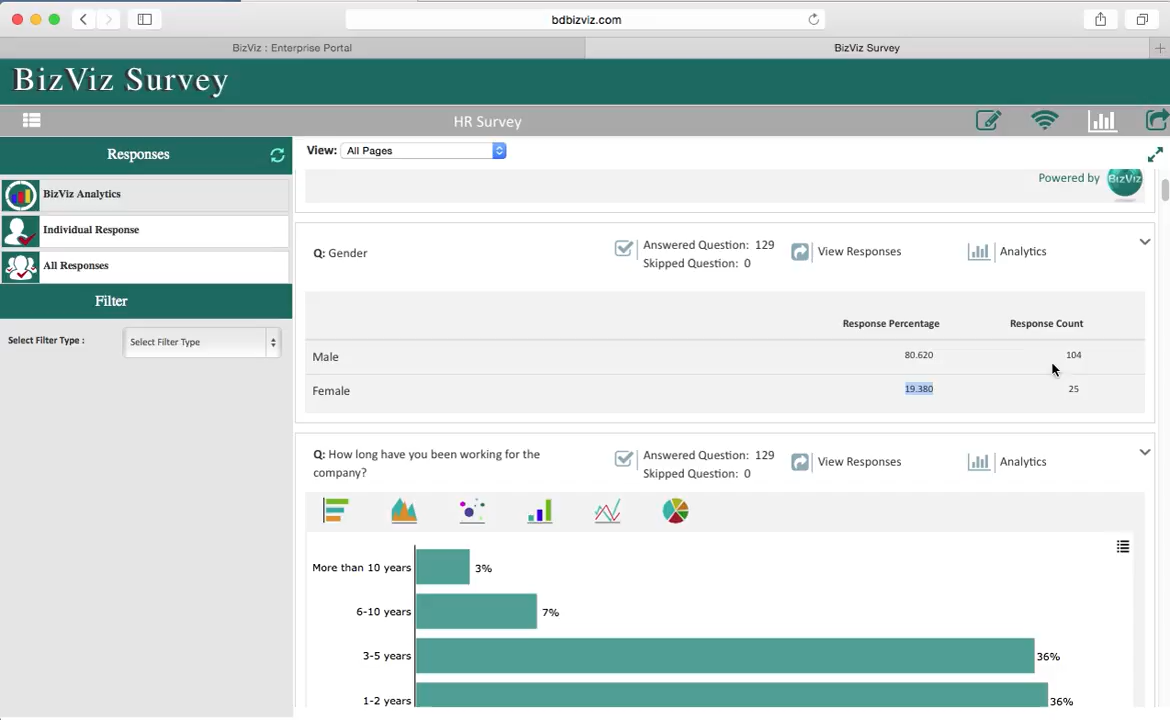 bdbizviz.com
BizViz : Enterprise Portal
BizViz Survey
BizViz Survey
HR Survey
Responses
BizViz Analytics
Individual Response
All Responses
Filter
Select Filter Type :
Select Filter Type
View: All Pages
Powered by BizViz
Q: Gender
Answered Question: 129
Skipped Question: 0
View Responses
Analytics
Response Percentage Response Count
Male 80.620 104
Female 19.380 25
Q: How long have you been working for the
company?
Answered Question: 129
Skipped Question: 0
View Responses
Analytics
More than 10 years 3%
6-10 years 7%
3-5 years 36%
1-2 years 36%